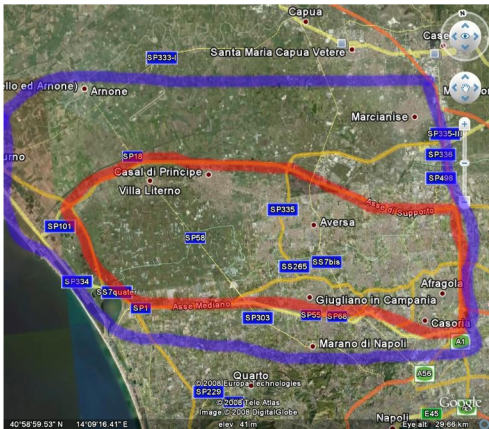 Capua
N
Case
Santa Maria Capua Vetere
SP333-I
ello ed Arnone)
Arnone
Marcianise
SP335-II
SP336
SP18
Casal di Principe
SP498
urno
Villa Literno
SP335
Asse di Supporto
SP101
Aversa
SP58
SS265
SS7bis
SP334
Afragola
SS7quater
Giugliano in Campania
SP1
Asse Mediano
SP303
SP55
SP68
Casoria
A1
Marano di Napoli
A56
Quarto
©2008 Europa Technologies
SP229
©2008 Tele Atlas
Image © 2008 DigitalGlobe
Google
Napoli
E45
40°58'59.53" N
14°09'16.41" E
elev 41 m
Eye alt 29.66 km